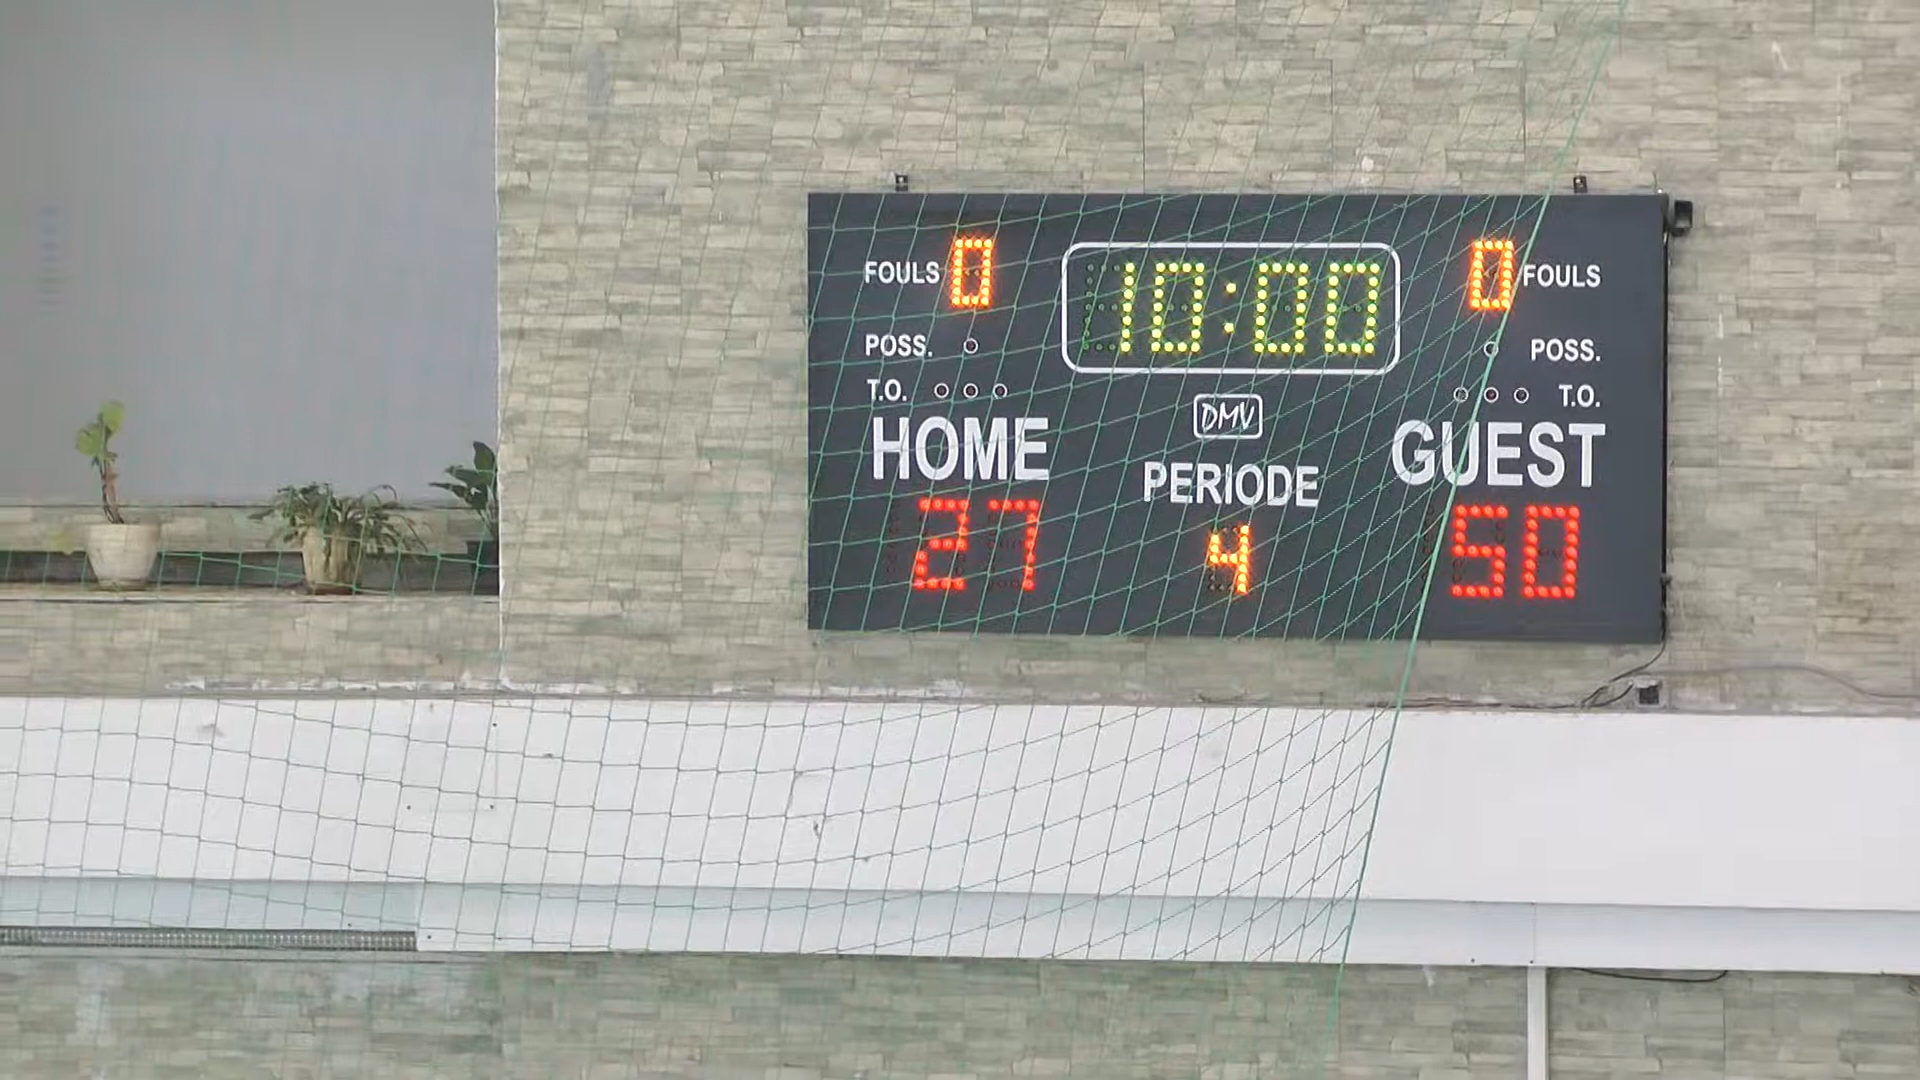 FOULS 0 10:00 0 FOULS
POSS. POSS.
T.O. T.O.
DMV
HOME GUEST
PERIODE
27 4 50